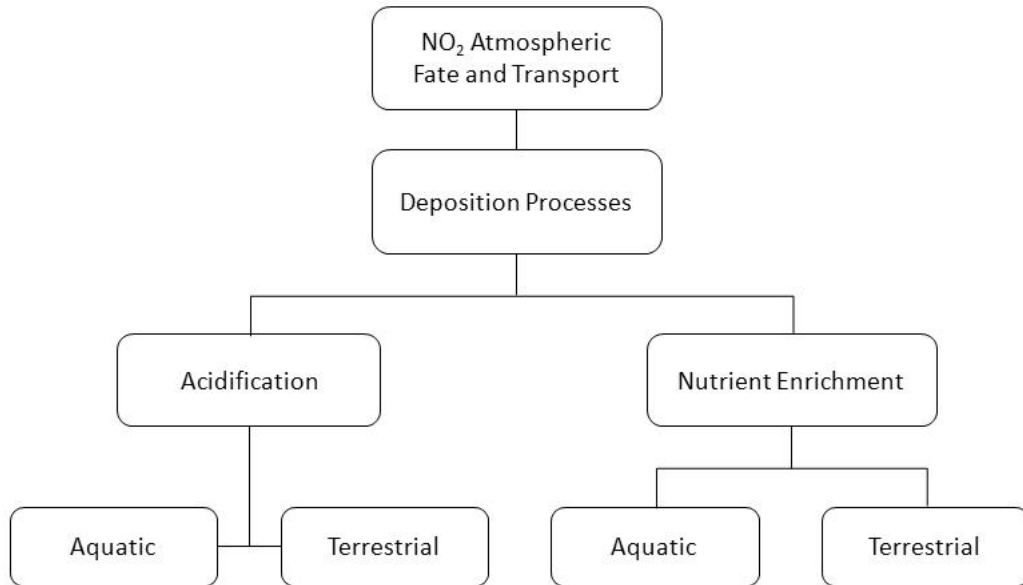 NO₂ Atmospheric
Fate and Transport
Deposition Processes
Acidification
Nutrient Enrichment
Aquatic
Terrestrial
Aquatic
Terrestrial